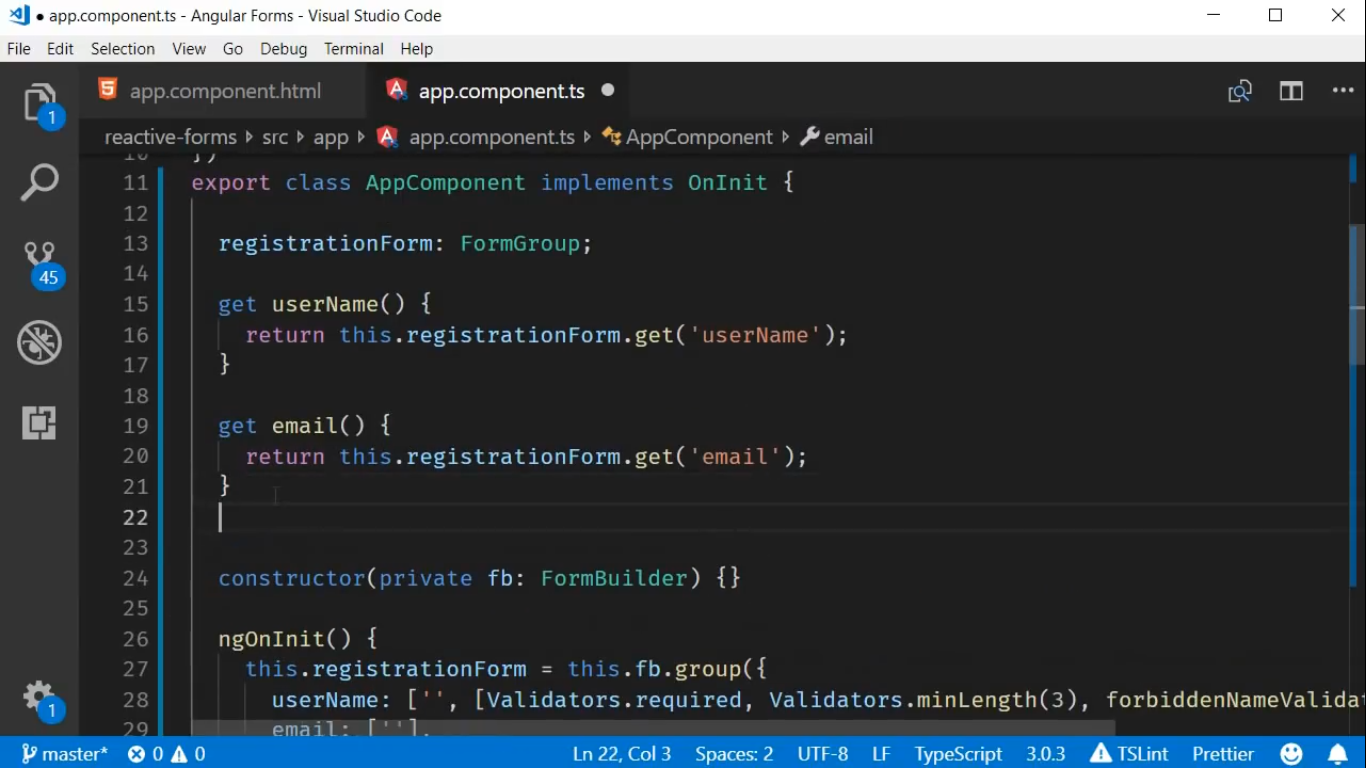 ● app.component.ts - Angular Forms - Visual Studio Code
File Edit Selection View Go Debug Terminal Help
app.component.html app.component.ts ●
reactive-forms src app app.component.ts AppComponent email
1
45
1
10 })
11 export class AppComponent implements OnInit {
12
13 registrationForm: FormGroup;
14
15 get userName() {
16 return this.registrationForm.get('userName');
17 }
18
19 get email() {
20 return this.registrationForm.get('email');
21 }
22
23
24 constructor(private fb: FormBuilder) {}
25
26 ngOnInit() {
27 this.registrationForm = this.fb.group({
28 userName: ['', [Validators.required, Validators.minLength(3), forbiddenNameValidat
29 email: [''],
master* 0 0 Ln 22, Col 3 Spaces: 2 UTF-8 LF TypeScript 3.0.3 TSLint Prettier